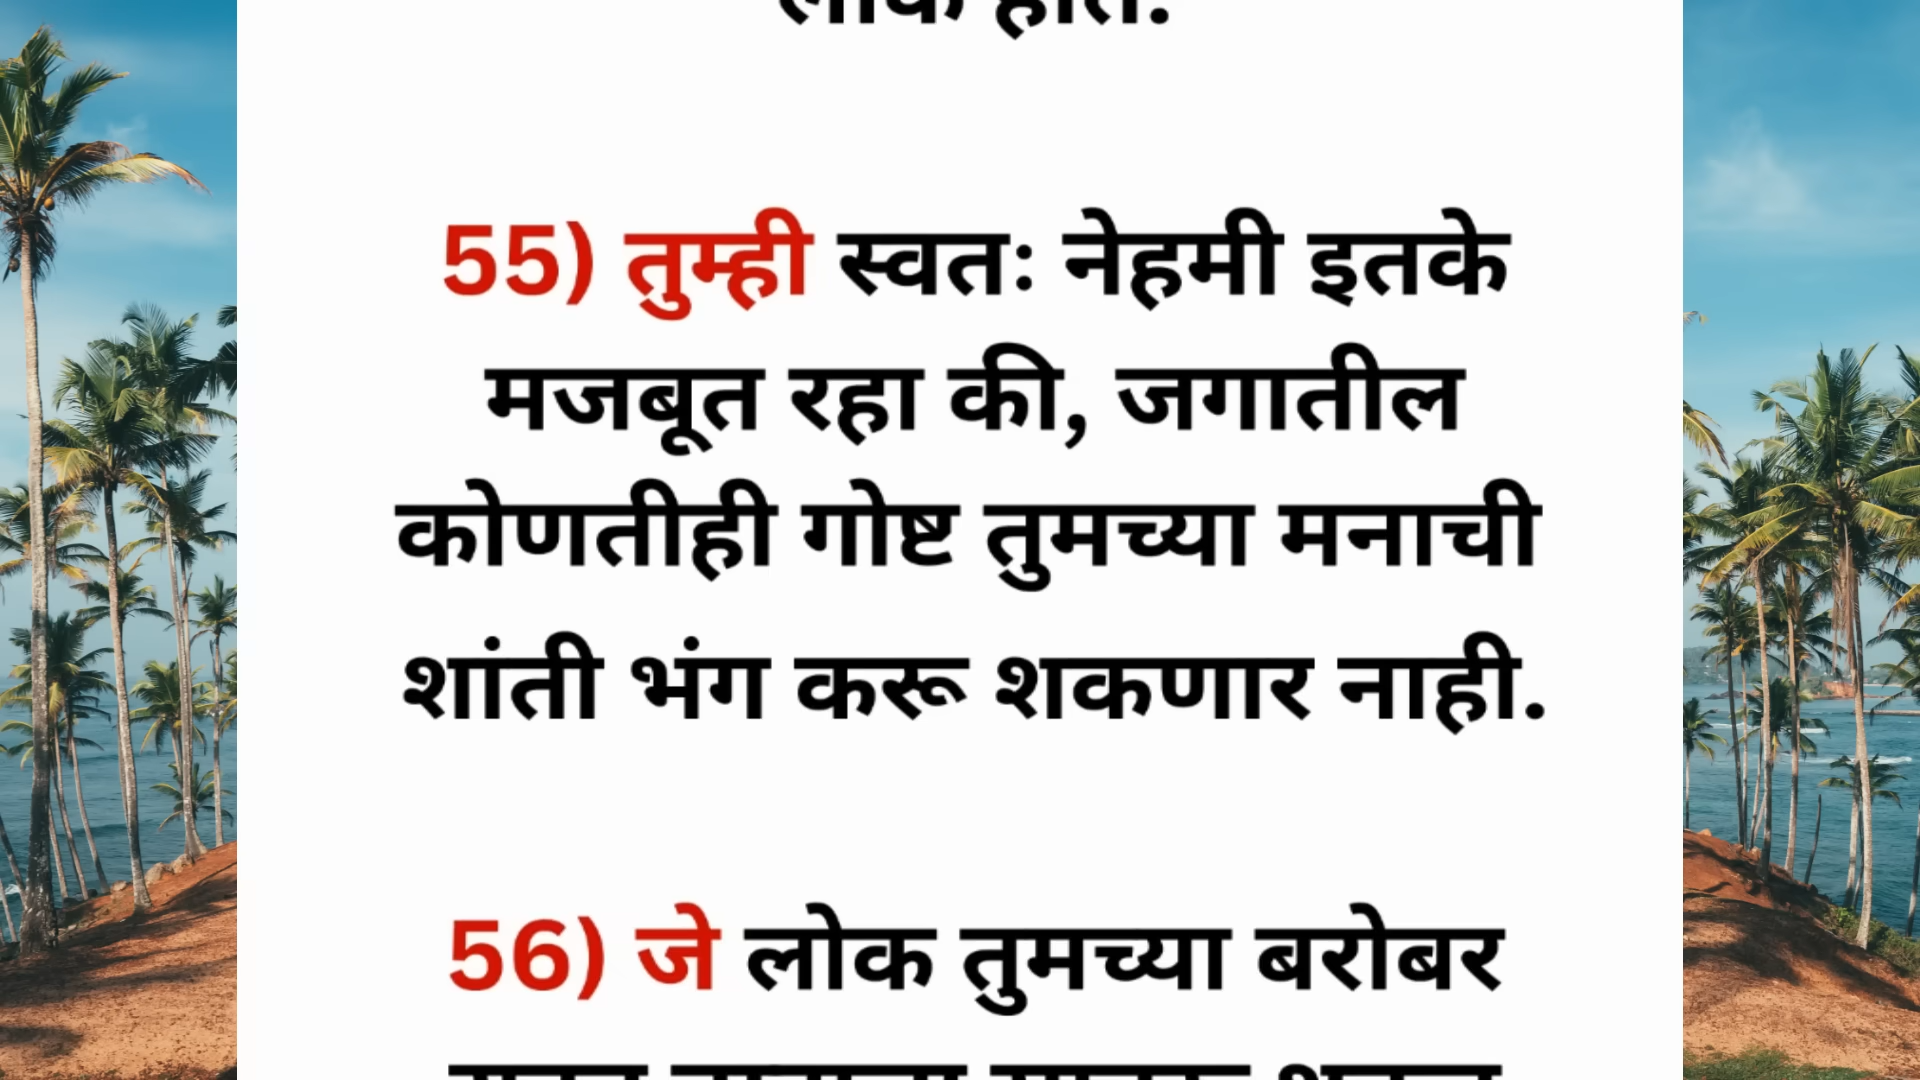 55) तुम्ही स्वतः नेहमी इतके
मजबूत रहा की, जगातील
कोणतीही गोष्ट तुमच्या मनाची
शांती भंग करू शकणार नाही.
56) जे लोक तुमच्या बरोबर